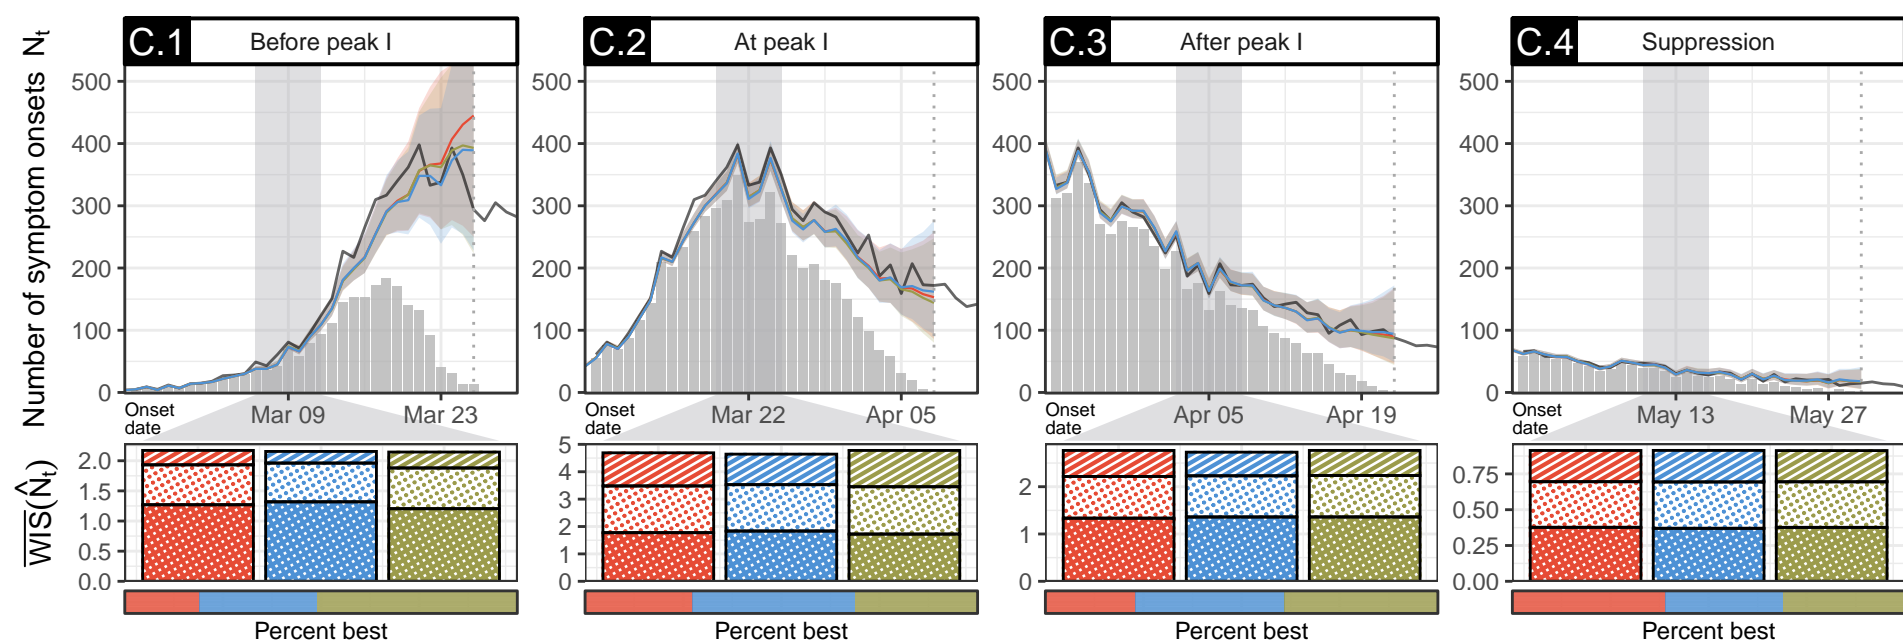 C.1 Before peak I
C.2 At peak I
C.3 After peak I
C.4 Suppression
Number of symptom onsets Nt
500
400
300
200
100
0
Onset
date
Mar 09
Mar 23
500
400
300
200
100
0
Onset
date
Mar 22
Apr 05
500
400
300
200
100
0
Onset
date
Apr 05
Apr 19
500
400
300
200
100
0
Onset
date
May 13
May 27
WIS(N̂t)
2.0
1.5
1.0
0.5
0.0
5
4
3
2
1
0
2
1
0
0.75
0.50
0.25
0.00
Percent best
Percent best
Percent best
Percent best